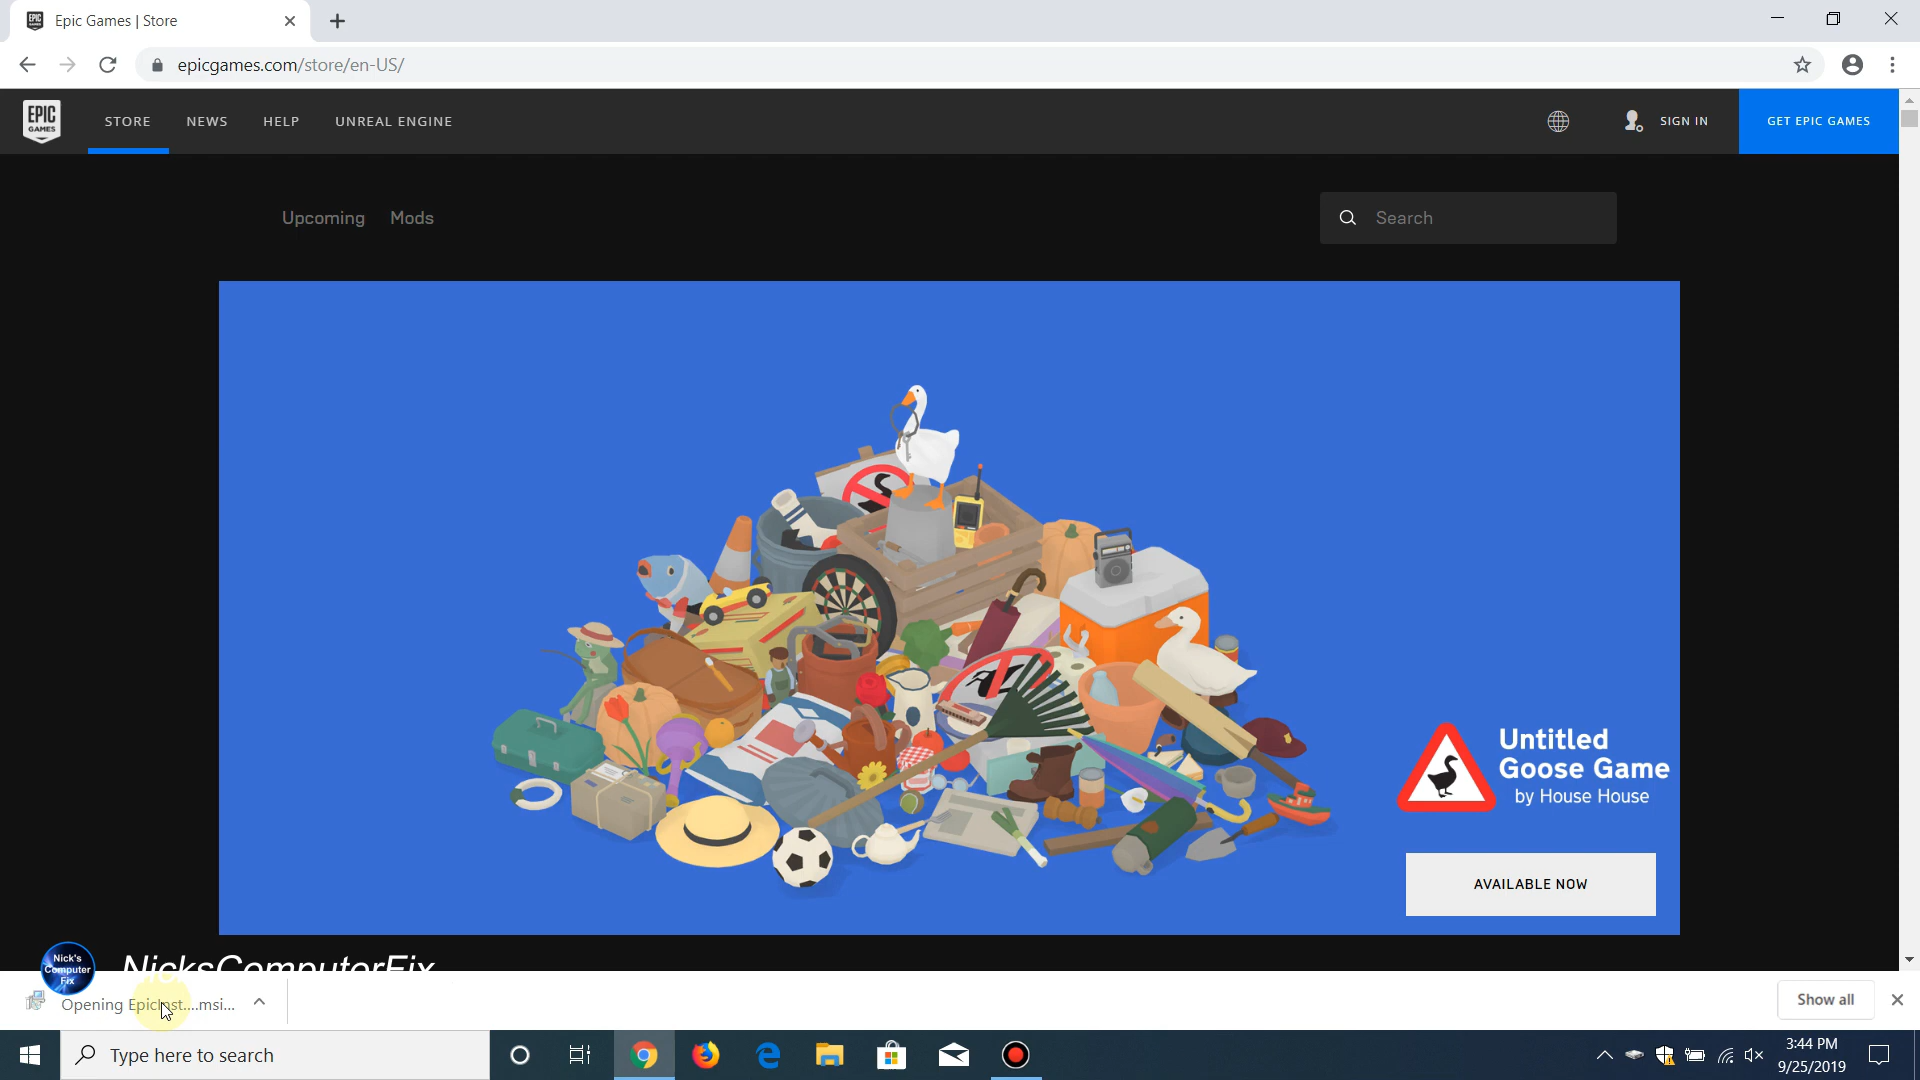 Epic Games | Store
epicgames.com/store/en-US/
EPIC
GAMES
STORE
NEWS
HELP
UNREAL ENGINE
SIGN IN
GET EPIC GAMES
Upcoming
Mods
Search
Untitled
Goose Game
by House House
AVAILABLE NOW
Nick's
Computer
Fix
NicksComputerFix
Opening EpicInst....msi...
Show all
Type here to search
3:44 PM
9/25/2019